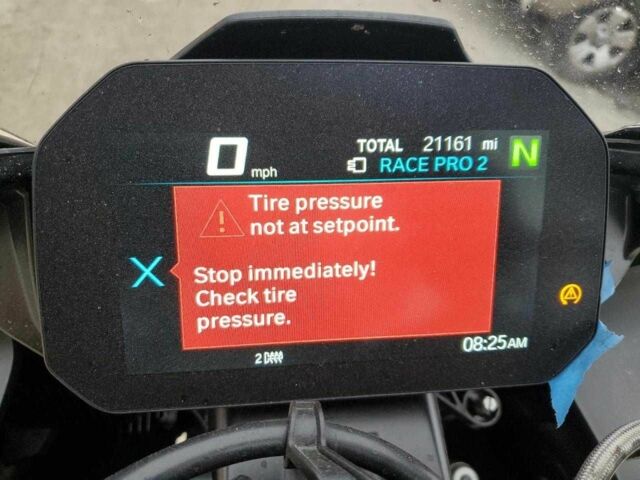 0 mph
TOTAL 21161 mi
RACE PRO 2
N
Tire pressure
not at setpoint.
Stop immediately!
Check tire
pressure.
2
08:25AM